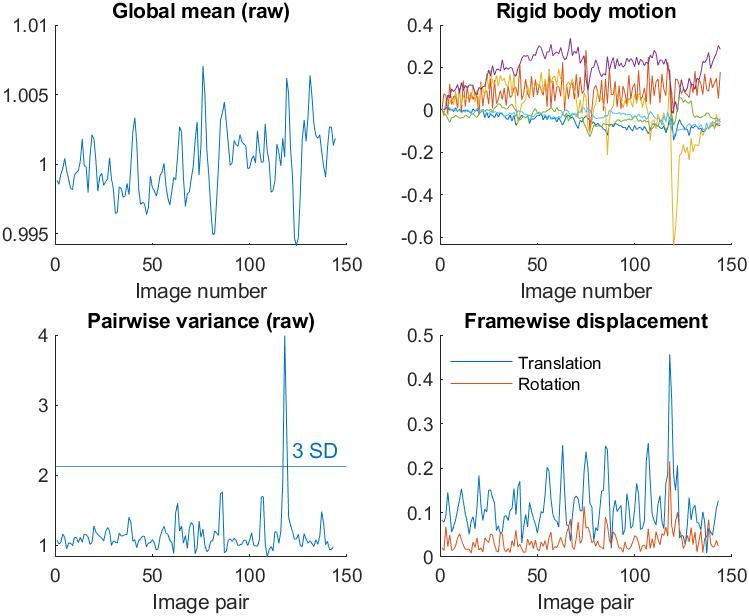 Global mean (raw)
1.01
1.005
1
0.995
0 50 100 150
Image number
Rigid body motion
0.4
0.2
0
-0.2
-0.4
-0.6
0 50 100 150
Image number
Pairwise variance (raw)
4
3
2
1
3 SD
0 50 100 150
Image pair
Framewise displacement
0.5
0.4
0.3
0.2
0.1
0
Translation
Rotation
0 50 100 150
Image pair